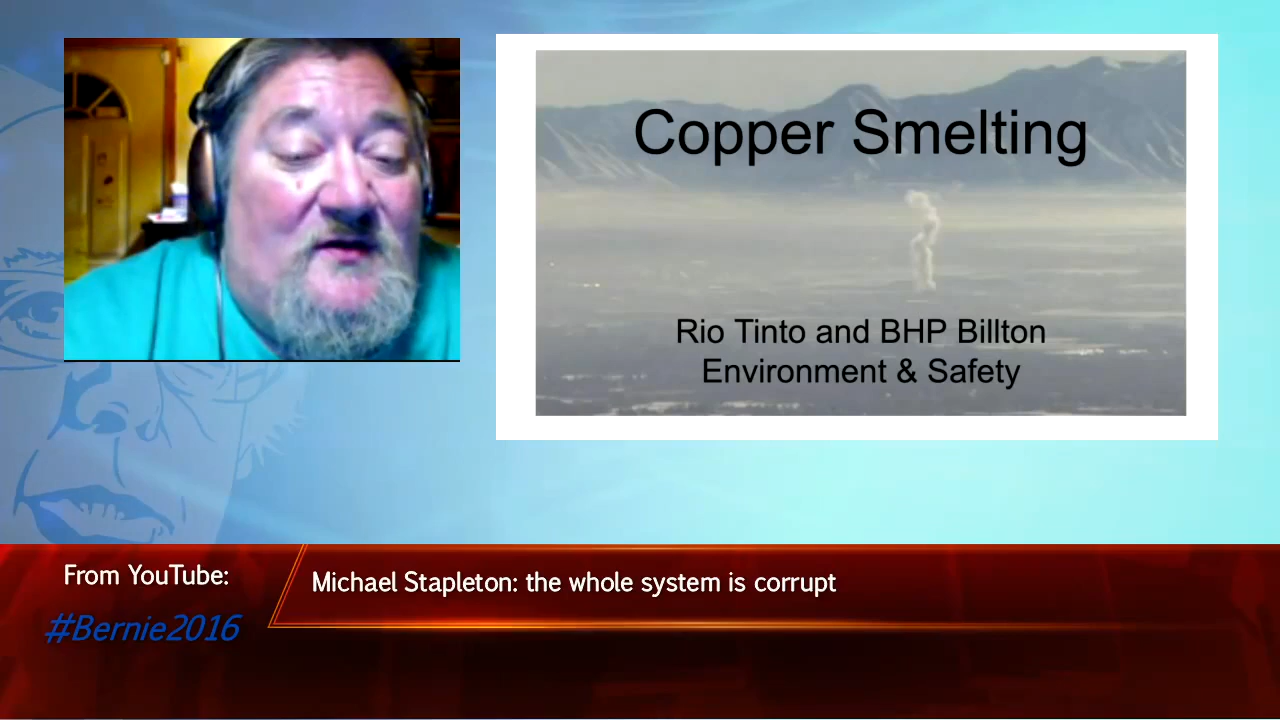 Copper Smelting
Rio Tinto and BHP Billton
Environment & Safety
From YouTube:
Michael Stapleton: the whole system is corrupt
#Bernie2016